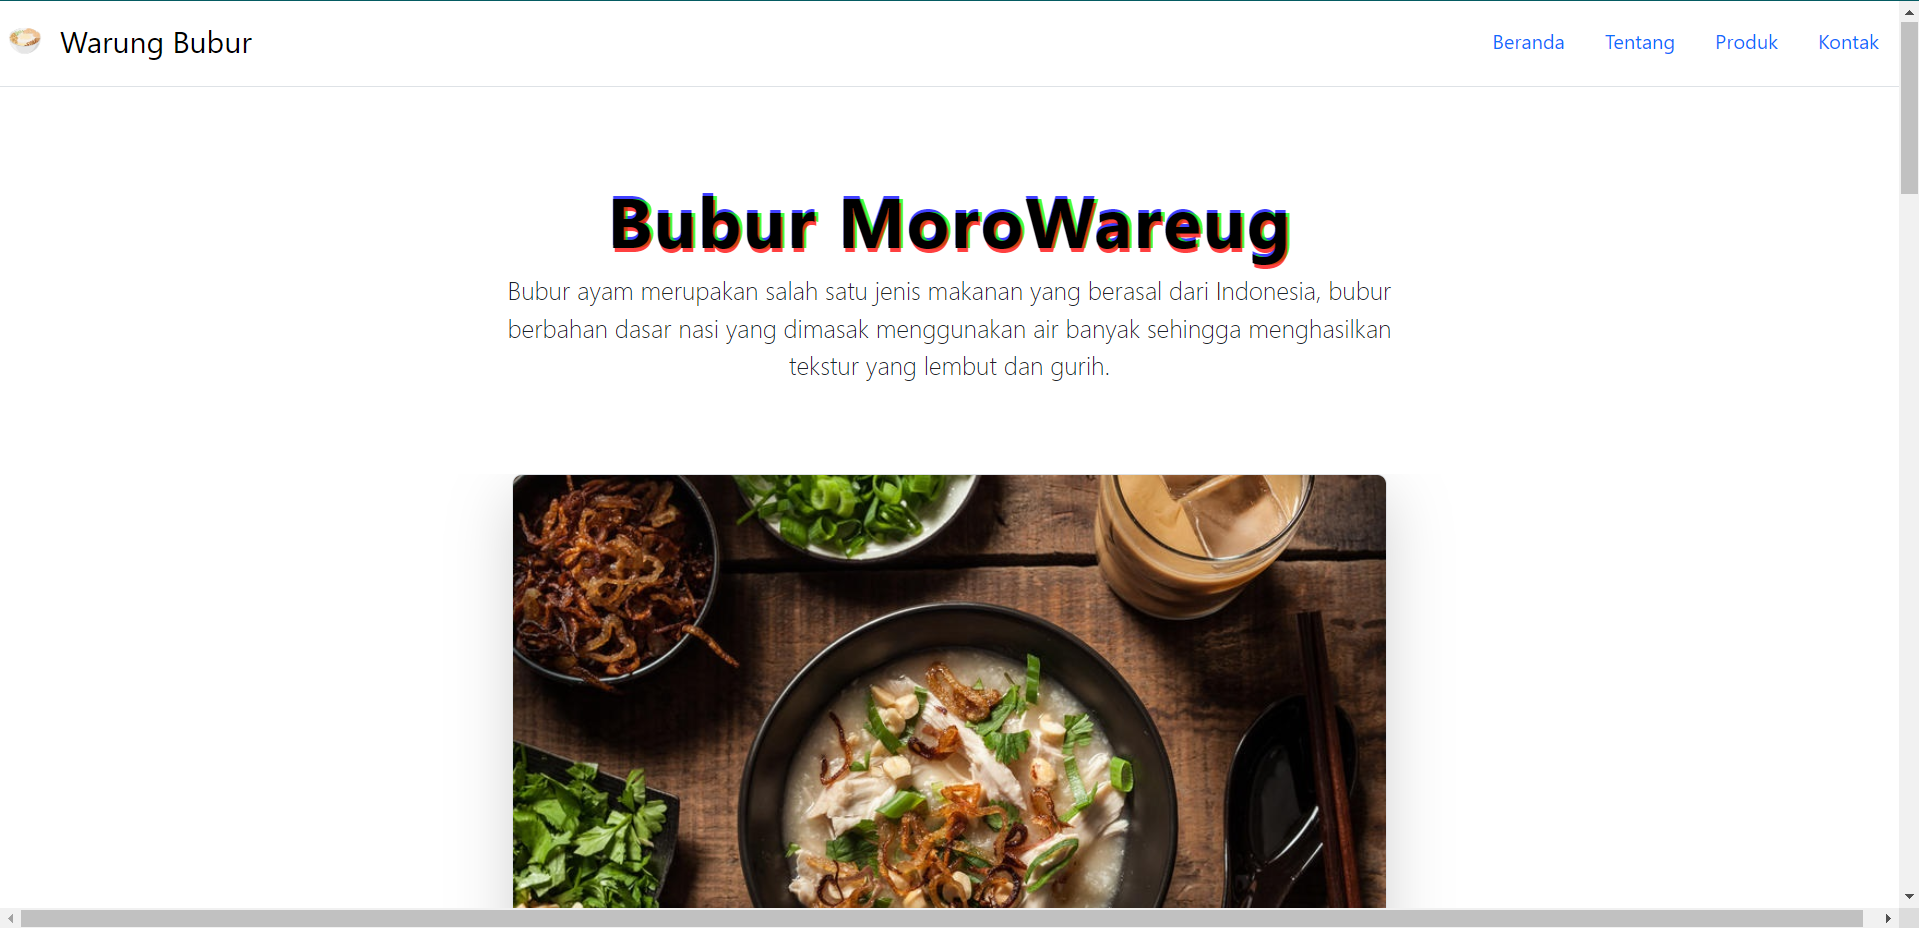 Warung Bubur
Beranda
Tentang
Produk
Kontak
Bubur MoroWareug
Bubur ayam merupakan salah satu jenis makanan yang berasal dari Indonesia, bubur
berbahan dasar nasi yang dimasak menggunakan air banyak sehingga menghasilkan
tekstur yang lembut dan gurih.